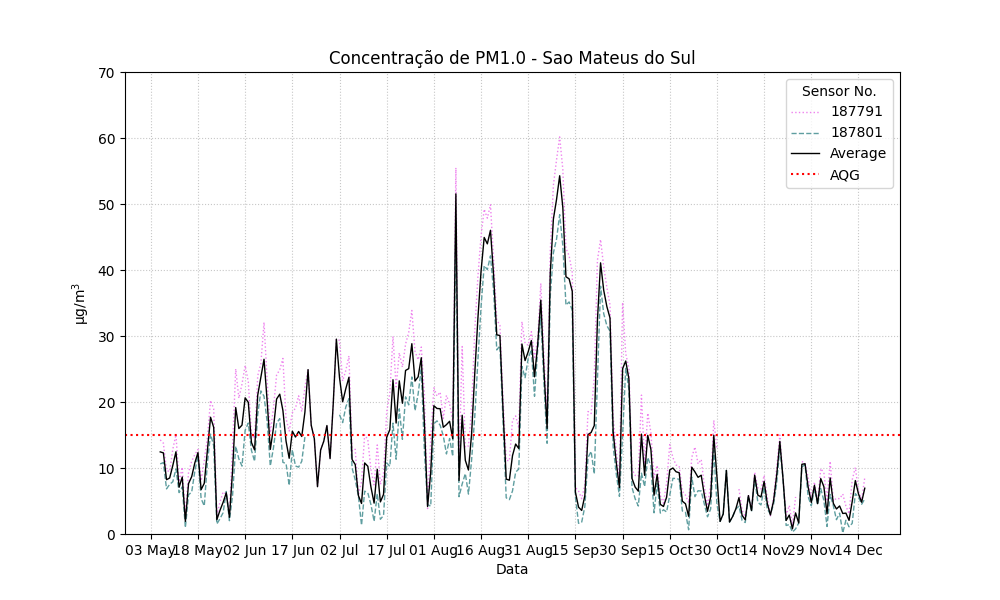 Concentração de PM1.0 - Sao Mateus do Sul
70
60
50
40
30
20
10
0
µg/m³
Sensor No.
187791
187801
Average
AQG
03 May 18 May 02 Jun 17 Jun 02 Jul 17 Jul 01 Aug 16 Aug 31 Aug 15 Sep 30 Sep 15 Oct 30 Oct 14 Nov 29 Nov 14 Dec
Data